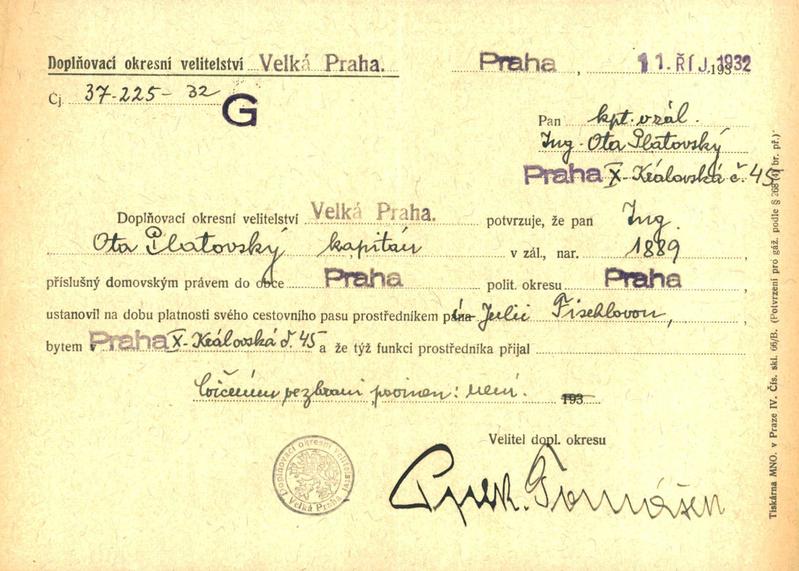 Doplňovací okresní velitelství Velká Praha.
Praha, 11. ŘÍJ. 1932 193
Čj. 37-225-32
G
Pan kpt. v zál.
Ing. Ota Platovský
Praha X-Královská č. 45
Doplňovací okresní velitelství Velká Praha. potvrzuje, že pan Ing.
Ota Platovský kapitán v zál., nar. 1889,
příslušný domovským právem do obce Praha polit. okresu Praha,
ustanovil na dobu platnosti svého cestovního pasu prostředníkem Julii Fischlovou,
bytem v Praha X-Královská č. 45 a že týž funkci prostředníka přijal
povinen: není. 193
Velitel dopl. okresu
Doplňovací okresní velitelství
Velká Praha
Tiskárna MNO. v Praze IV. Čís. skl. 66/B. (Potvrzení pro gáž. podle § br. př.)